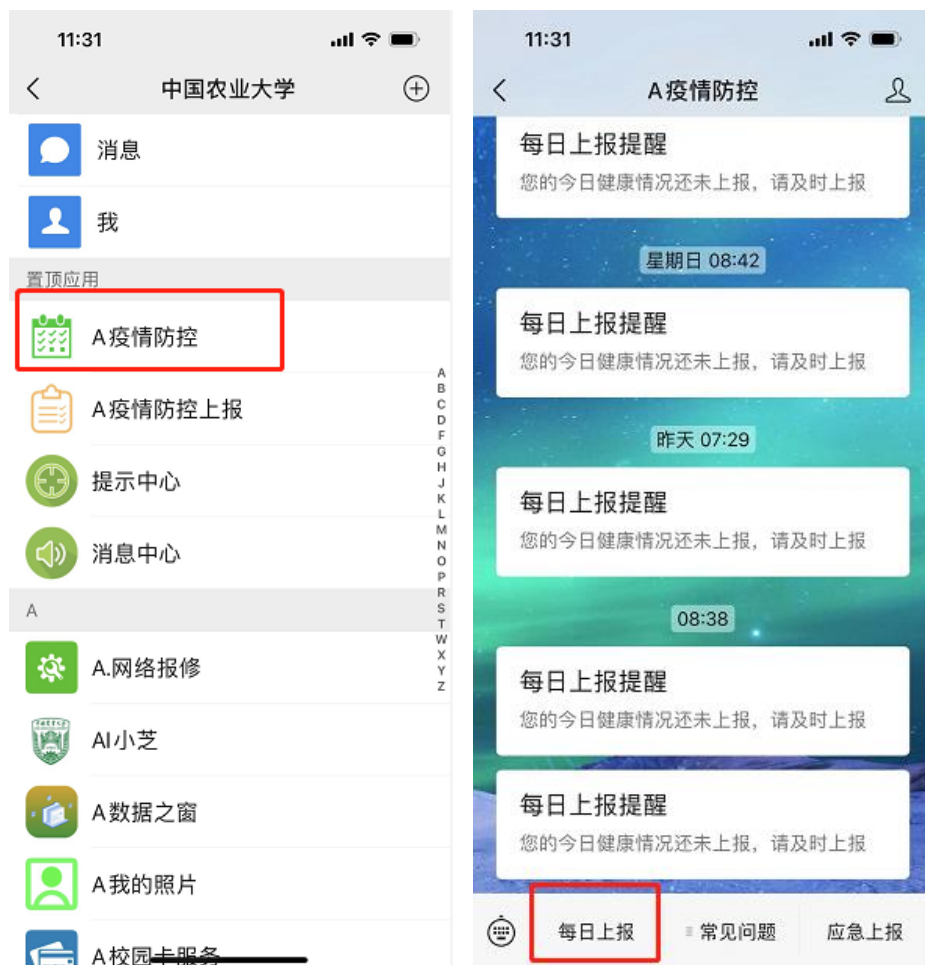 11:31
中国农业大学
消息
我
置顶应用
A疫情防控
A疫情防控上报
提示中心
消息中心
A
A.网络报修
AI小芝
A数据之窗
A我的照片
A校园卡服务
A
B
C
D
F
G
H
J
K
L
M
N
O
P
R
S
T
W
X
Y
Z
11:31
A疫情防控
每日上报提醒
您的今日健康情况还未上报，请及时上报
星期日 08:42
每日上报提醒
您的今日健康情况还未上报，请及时上报
昨天 07:29
每日上报提醒
您的今日健康情况还未上报，请及时上报
08:38
每日上报提醒
您的今日健康情况还未上报，请及时上报
每日上报提醒
您的今日健康情况还未上报，请及时上报
每日上报
常见问题
应急上报